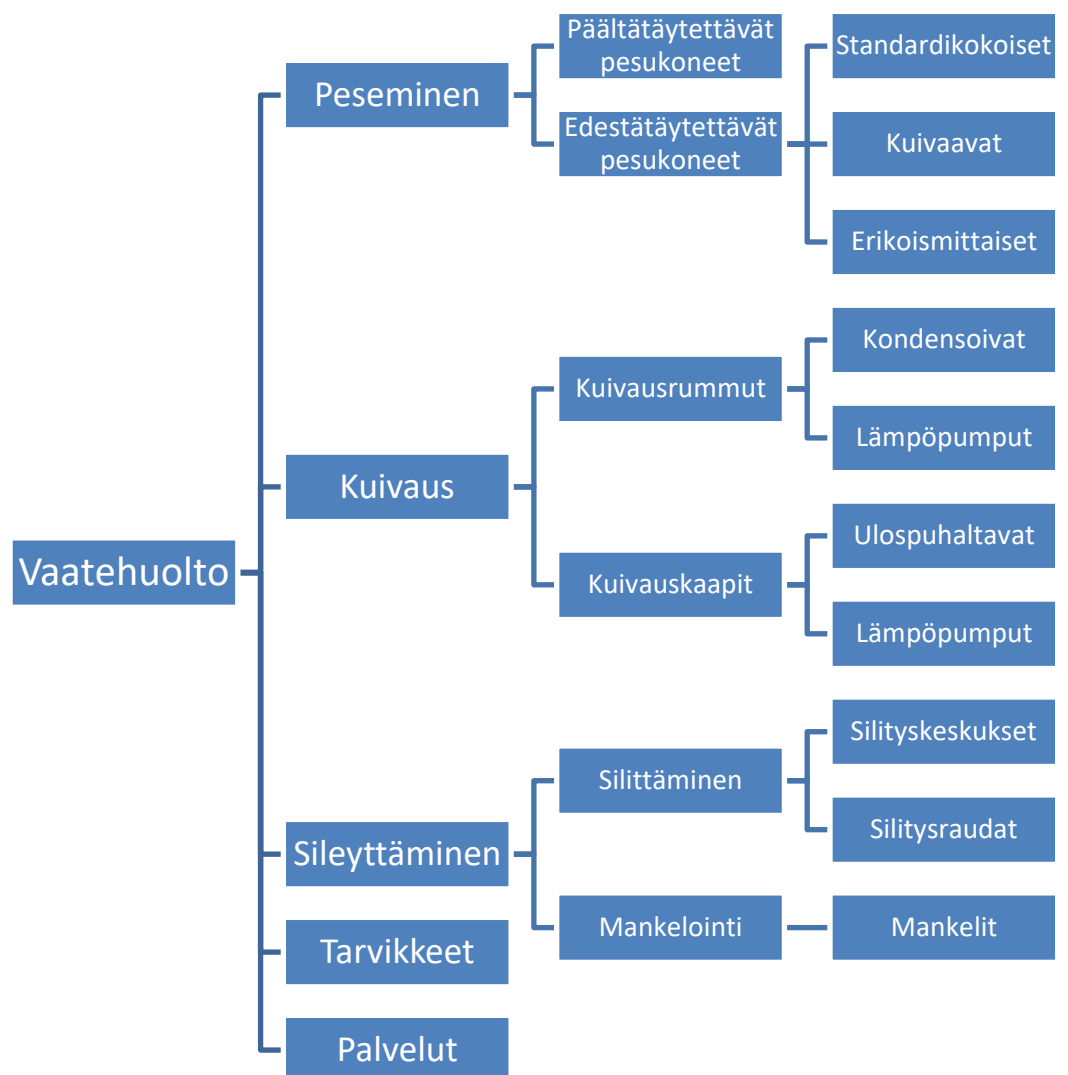 Vaatehuolto
Peseminen
Päältätäytettävät
pesukoneet
Edestätäytettävät
pesukoneet
Standardikokoiset
Kuivaavat
Erikoismittaiset
Kuivaus
Kuivausrummut
Kondensoivat
Lämpöpumput
Kuivauskaapit
Ulospuhaltavat
Lämpöpumput
Sileyttäminen
Silittäminen
Silityskeskukset
Silitysraudat
Mankelointi
Mankelit
Tarvikkeet
Palvelut